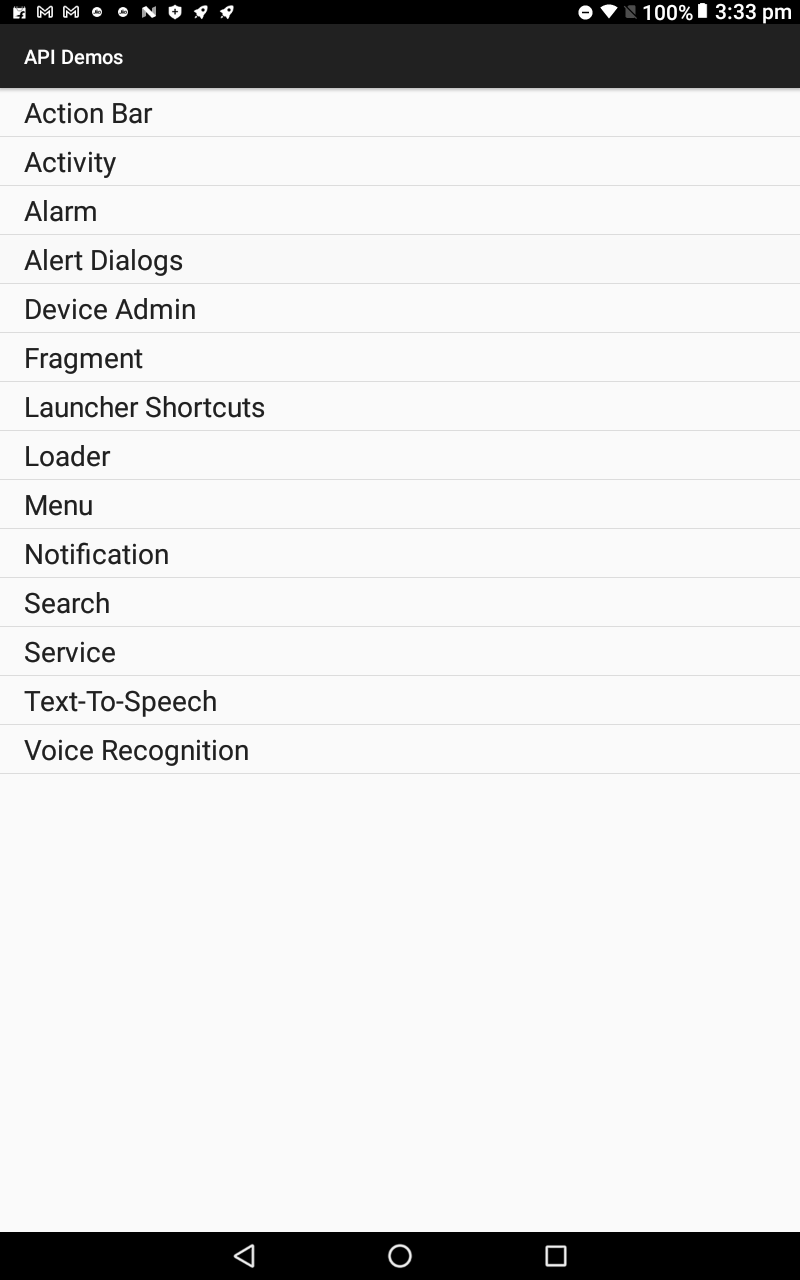 100% 3:33 pm
API Demos
Action Bar
Activity
Alarm
Alert Dialogs
Device Admin
Fragment
Launcher Shortcuts
Loader
Menu
Notification
Search
Service
Text-To-Speech
Voice Recognition